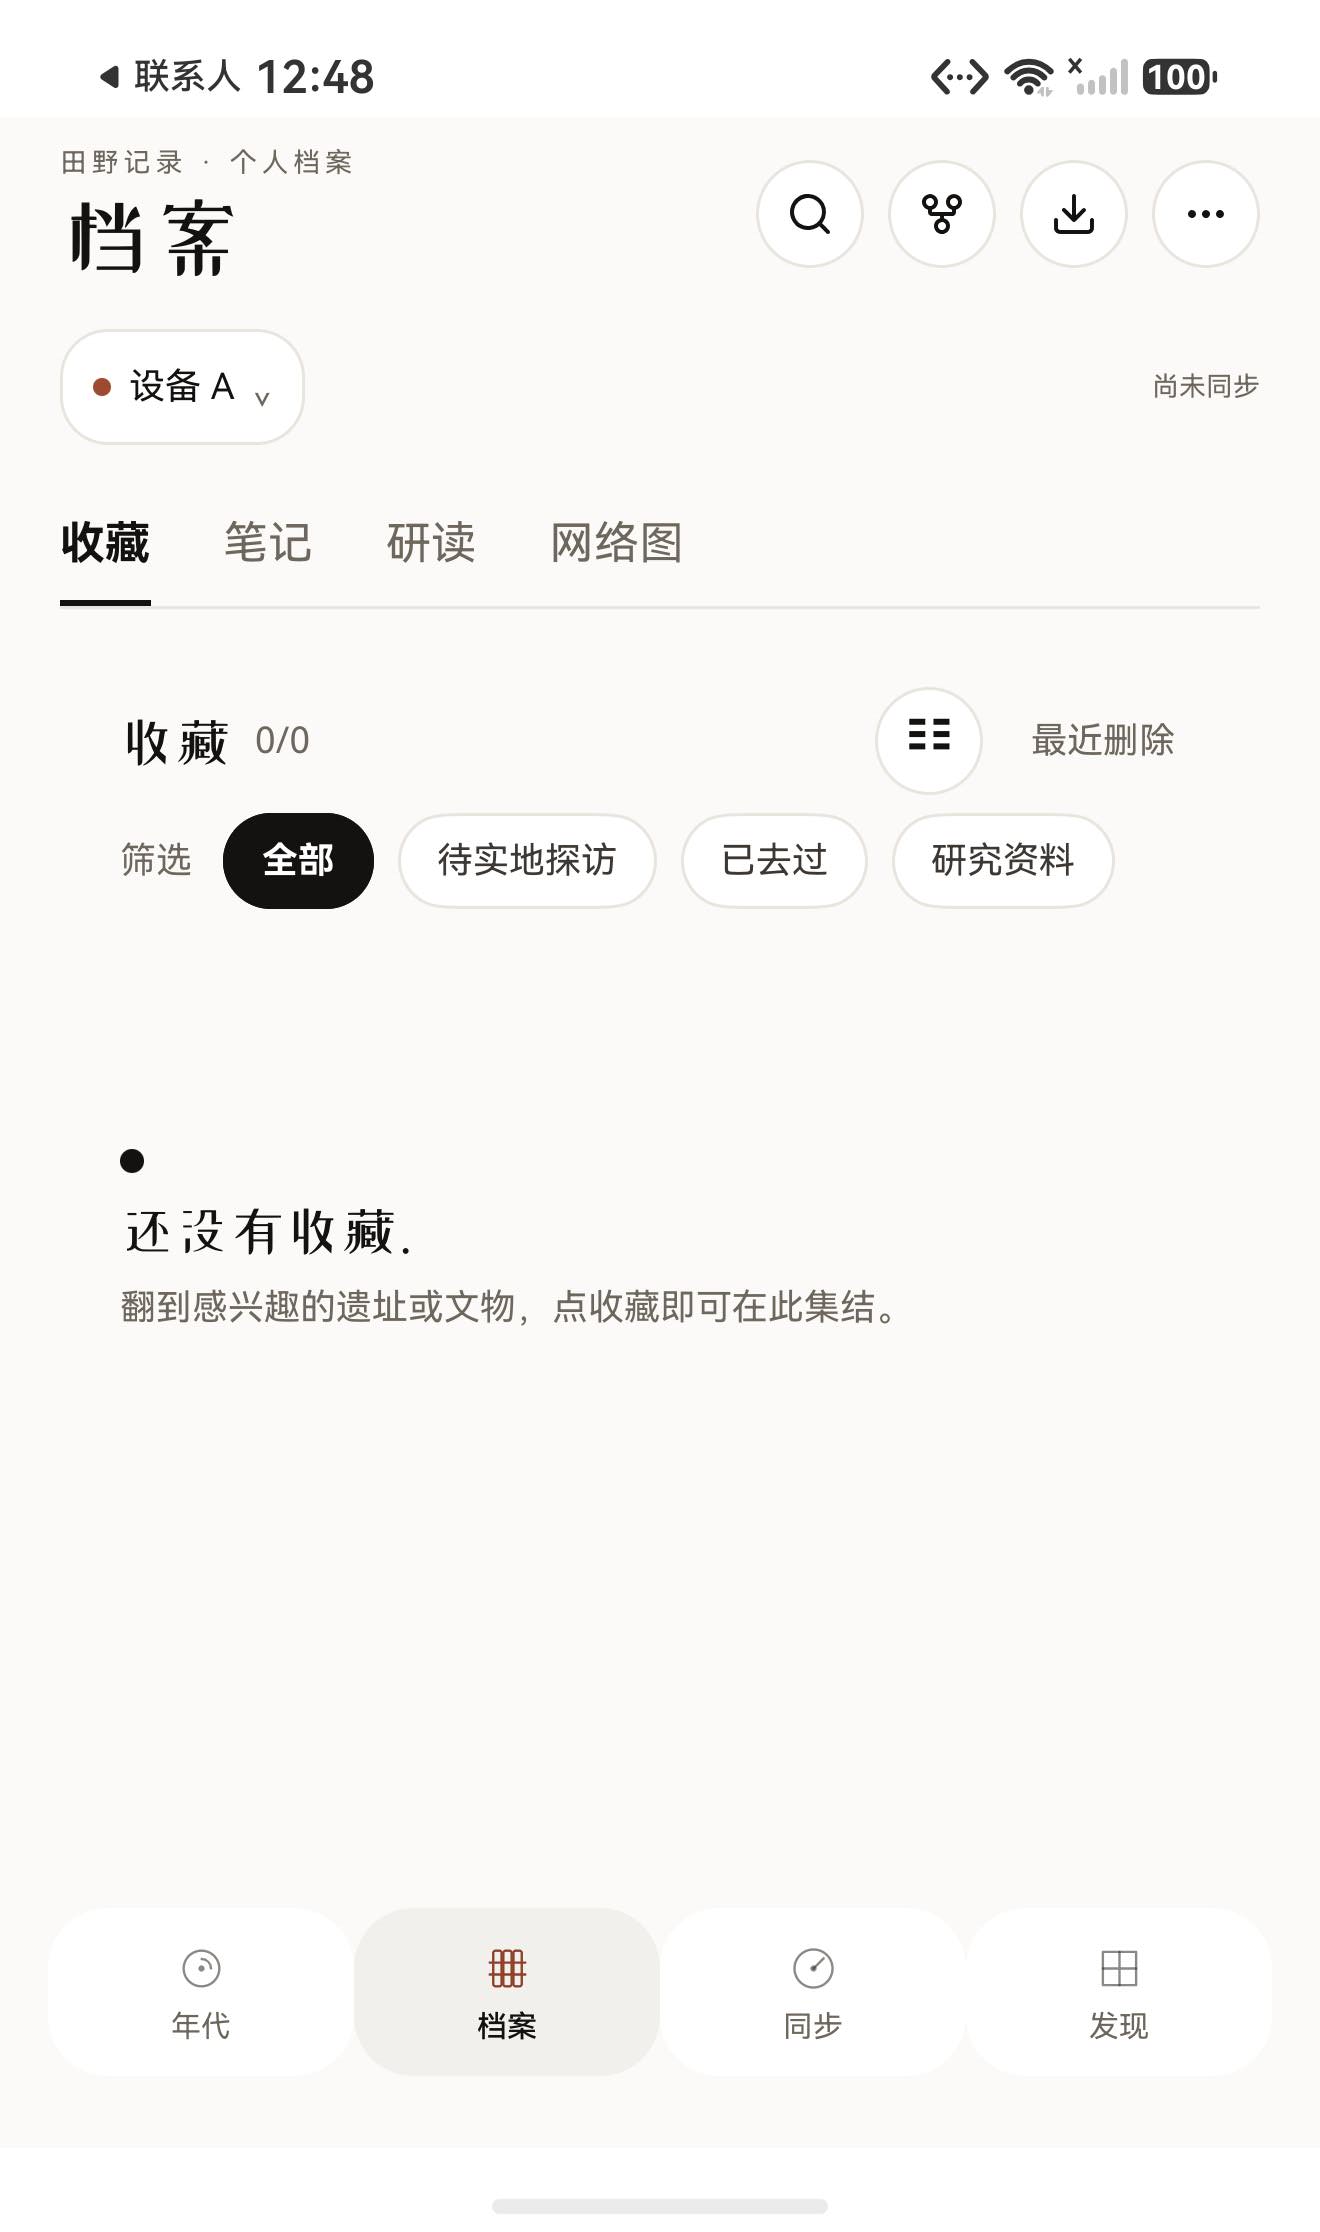 联系人 12:48 100
田野记录 · 个人档案
档案
设备 A
尚未同步
收藏 笔记 研读 网络图
收藏 0/0 最近删除
筛选 全部 待实地探访 已去过 研究资料
还没有收藏.
翻到感兴趣的遗址或文物，点收藏即可在此集结。
年代 档案 同步 发现